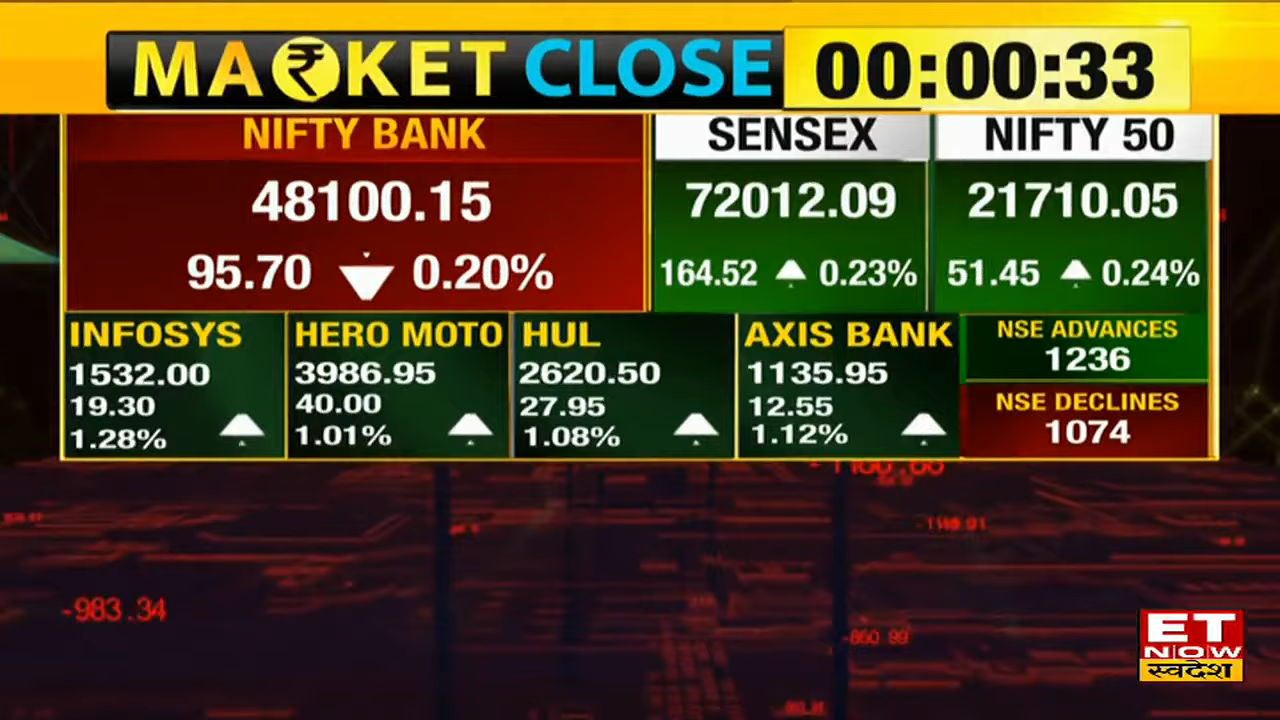 MARKET CLOSE 00:00:33
NIFTY BANK
48100.15
95.70 0.20%
SENSEX
72012.09
164.52 0.23%
NIFTY 50
21710.05
51.45 0.24%
INFOSYS
1532.00
19.30
1.28%
HERO MOTO
3986.95
40.00
1.01%
HUL
2620.50
27.95
1.08%
AXIS BANK
1135.95
12.55
1.12%
NSE ADVANCES
1236
NSE DECLINES
1074
-983.34
-860.99
ET
NOW
स्वदेश